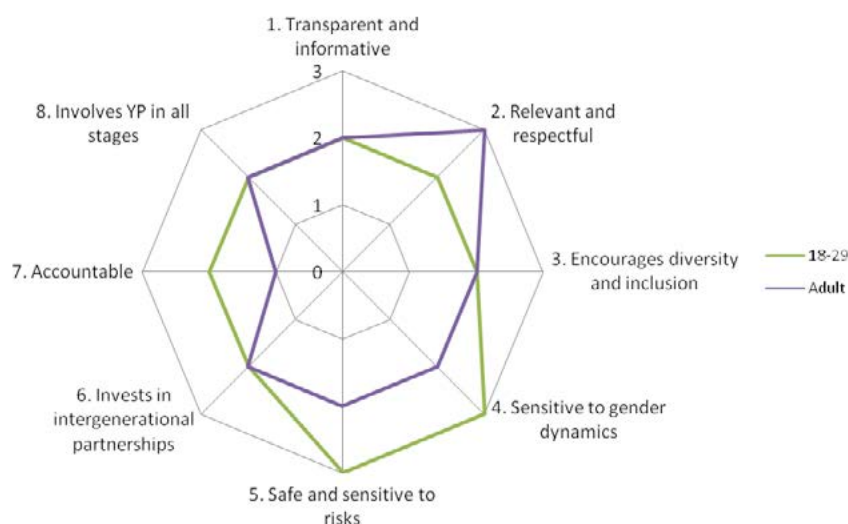 1. Transparent and
informative
3
8. Involves YP in all
stages
2. Relevant and
respectful
2
1
7. Accountable
0
3. Encourages diversity
and inclusion
18-29
Adult
6. Invests in
intergenerational
partnerships
4. Sensitive to gender
dynamics
5. Safe and sensitive to
risks